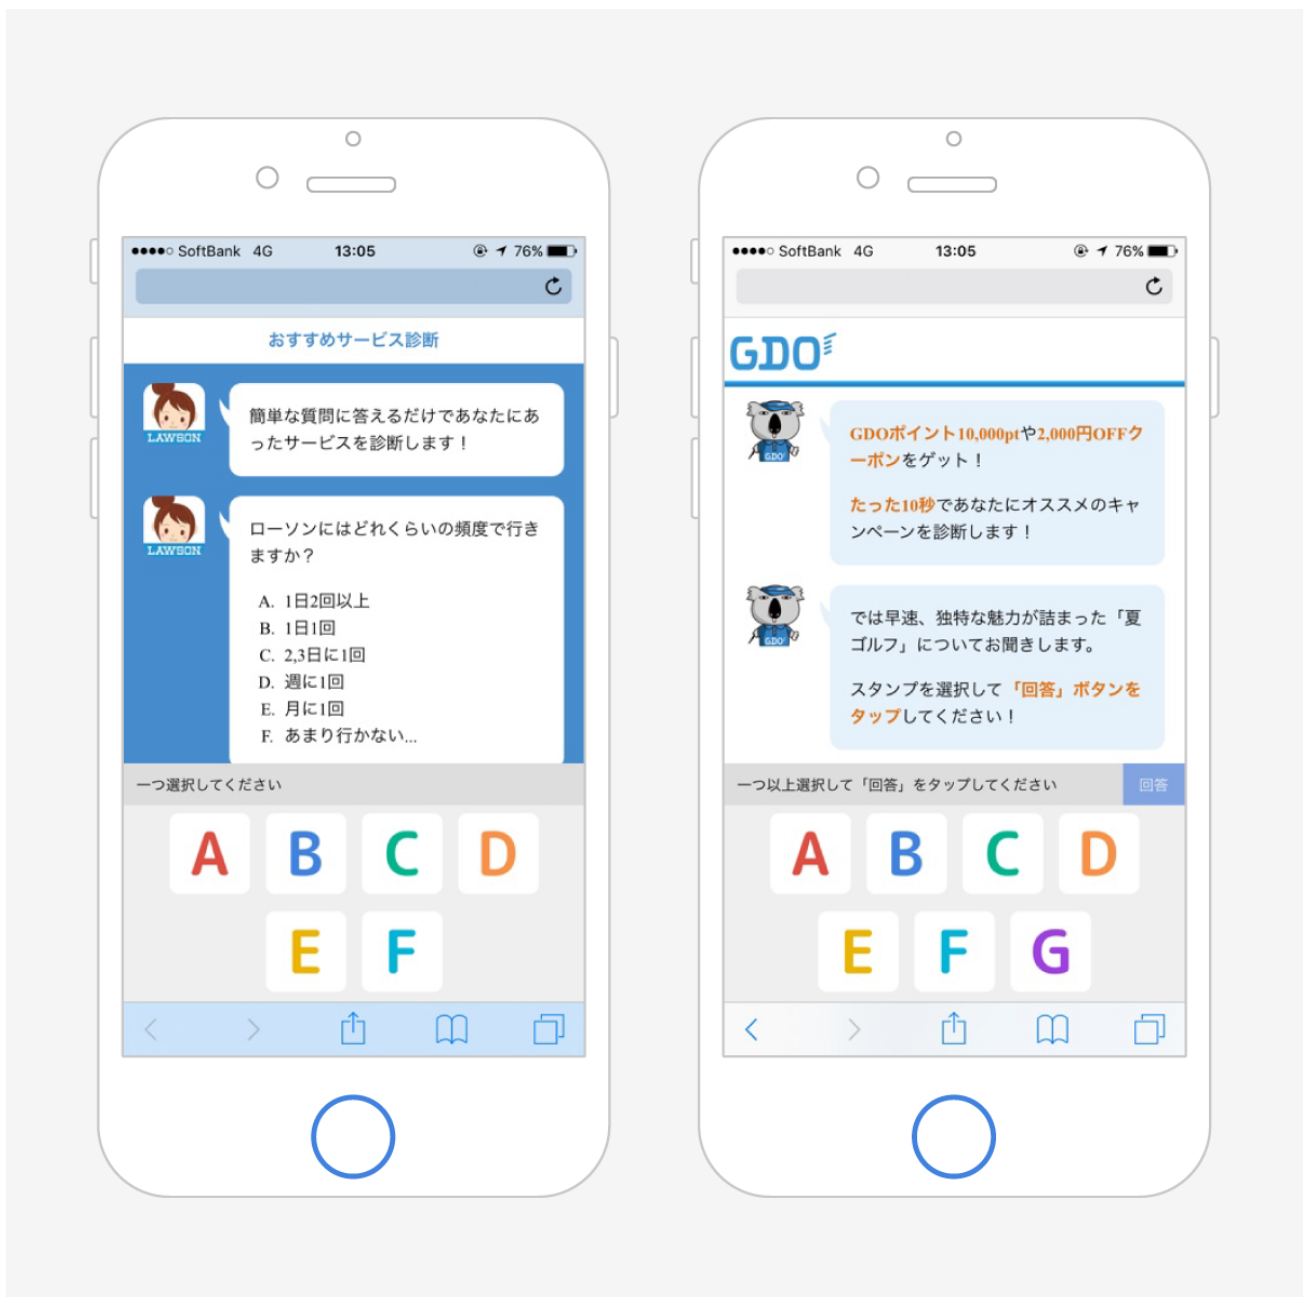 SoftBank 4G 13:05 76%
おすすめサービス診断
LAWSON
簡単な質問に答えるだけであなたにあ
ったサービスを診断します！
LAWSON
ローソンにはどれくらいの頻度で行き
ますか？
A. 1日2回以上
B. 1日1回
C. 2,3日に1回
D. 週に1回
E. 月に1回
F. あまり行かない...
一つ選択してください
A B C D
E F
SoftBank 4G 13:05 76%
GDO
GDO
GDOポイント10,000ptや2,000円OFFク
ーポンをゲット！
たった10秒であなたにオススメのキャ
ンペーンを診断します！
GDO
では早速、独特な魅力が詰まった「夏
ゴルフ」についてお聞きします。
スタンプを選択して「回答」ボタンを
タップしてください！
一つ以上選択して「回答」をタップしてください 回答
A B C D
E F G